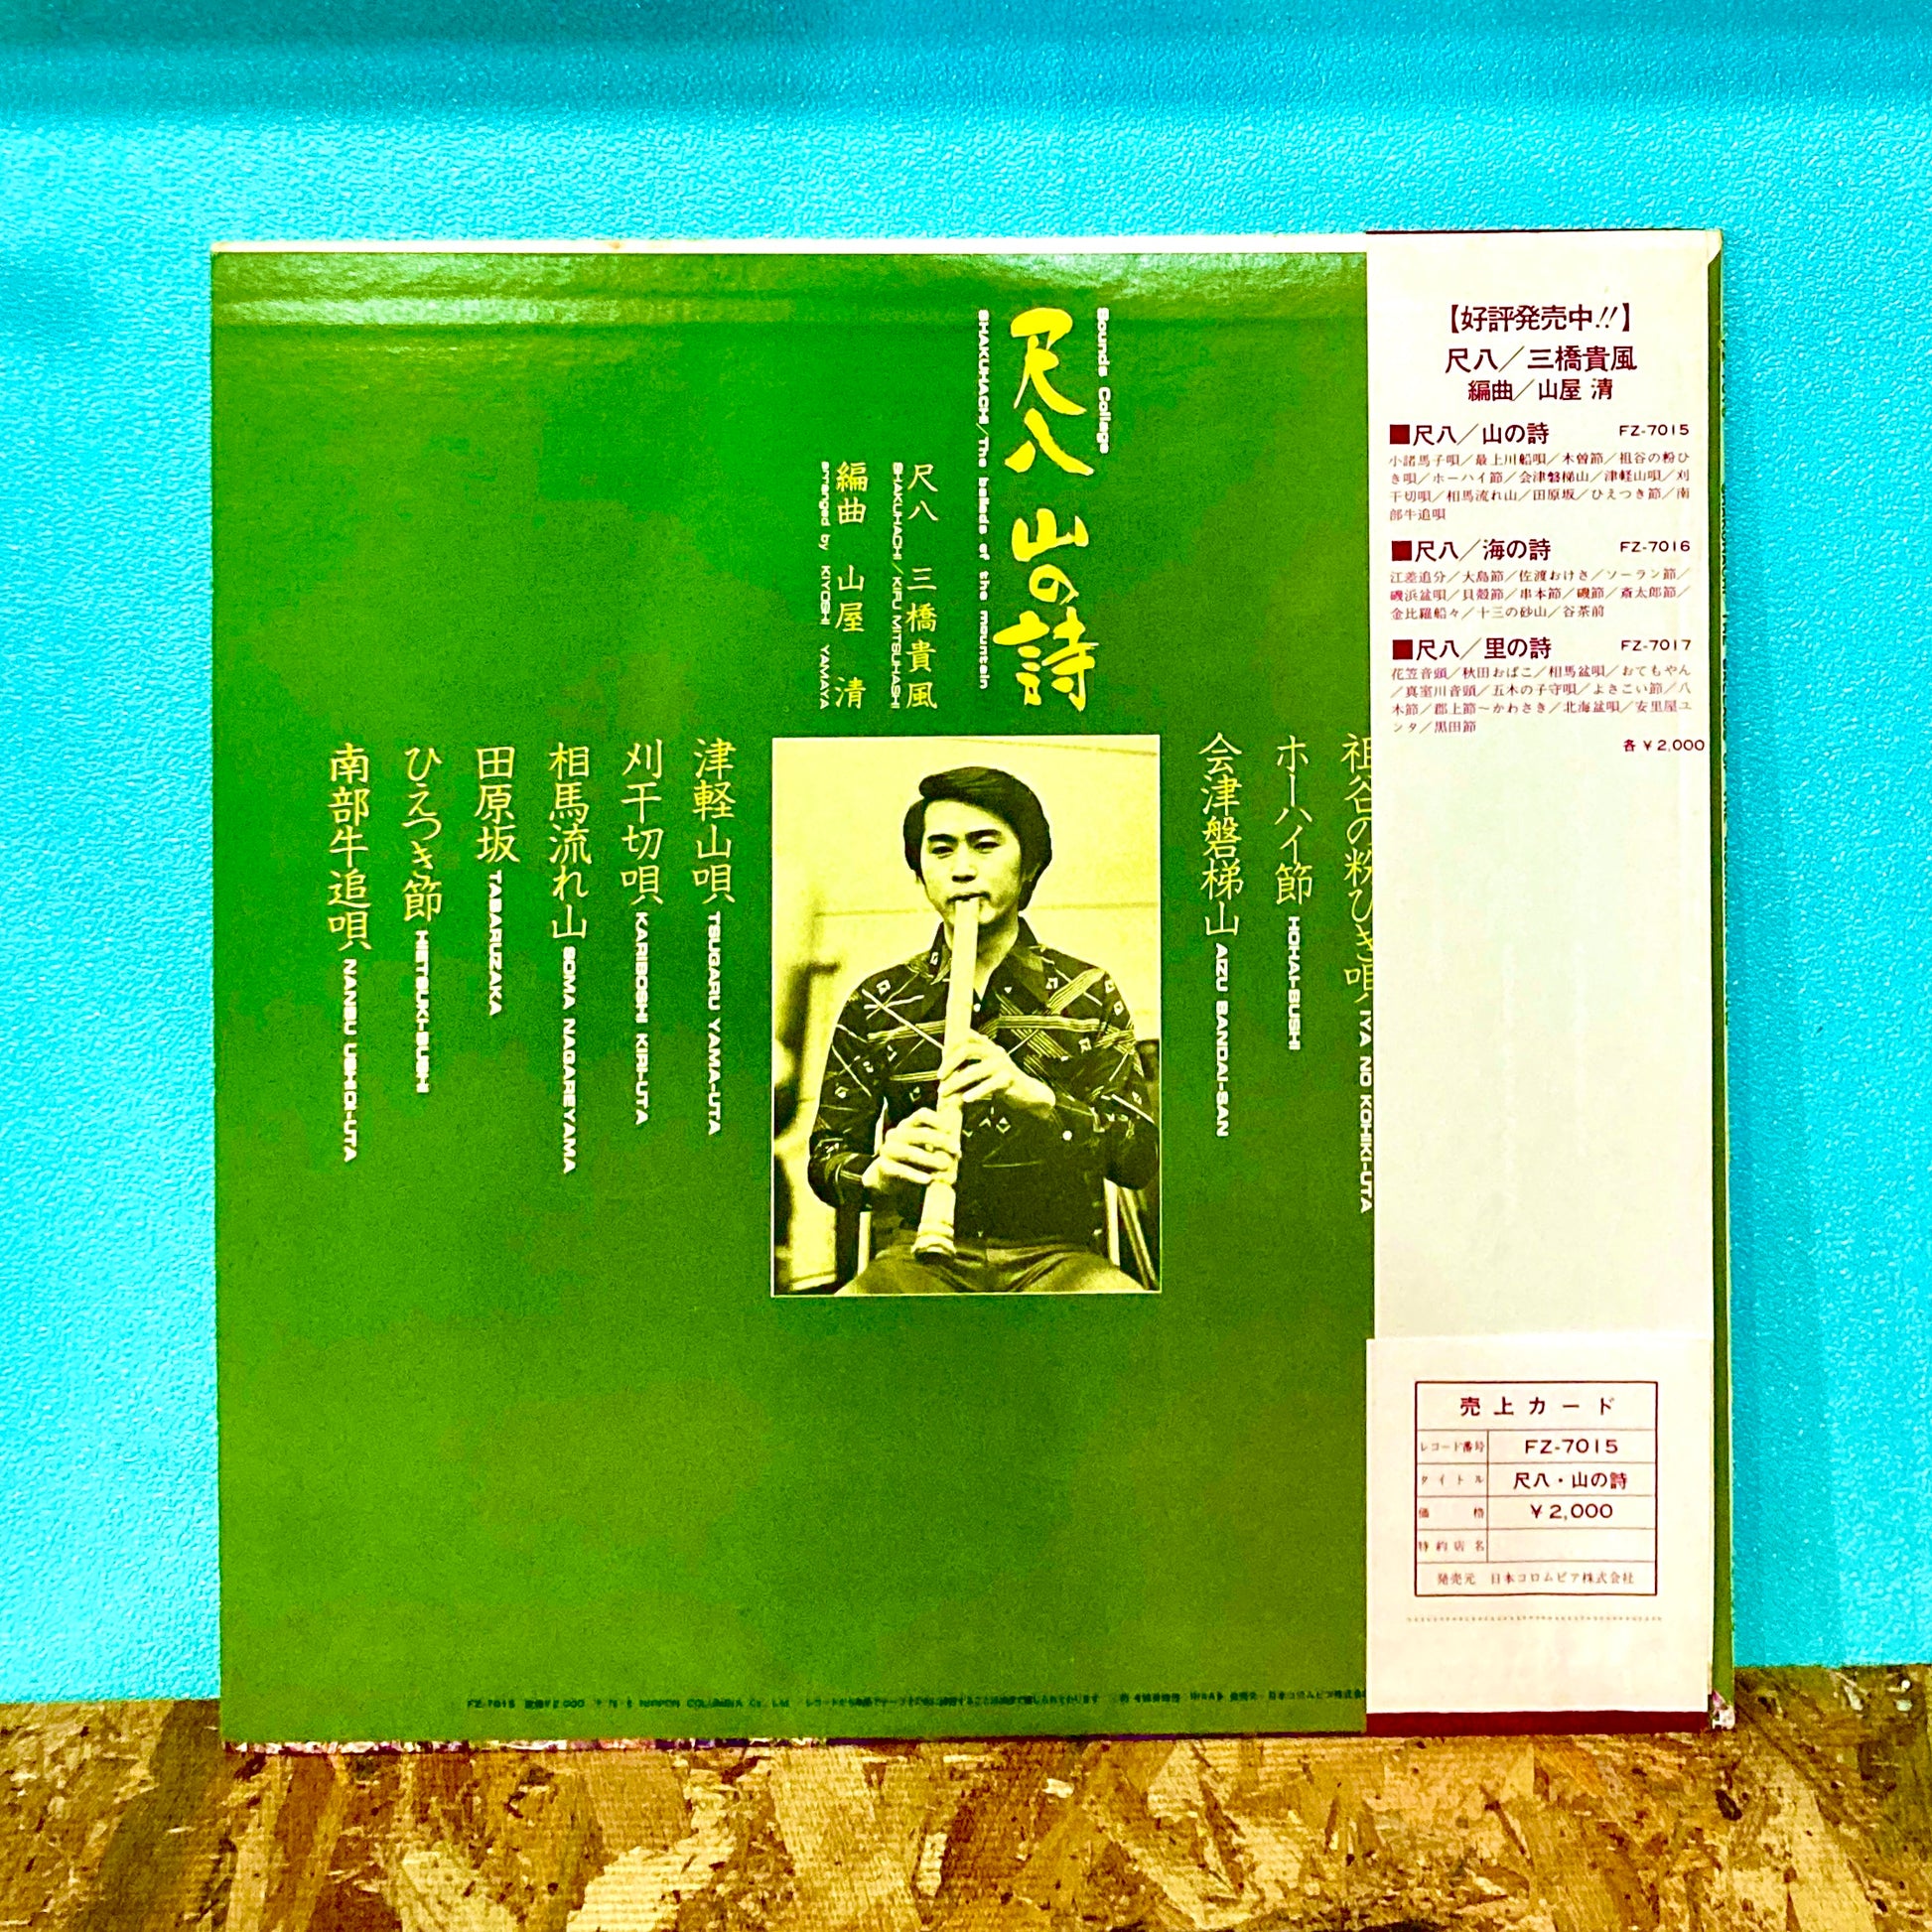 Sounds Collage
尺八 山の詩
SHAKUHACHI/The ballads of the mountain
尺八 三橋貴風
SHAKUHACHI/KIFU MITSUHASHI
編曲 山屋 清
arranged by KIYOSHI YAMAYA
祖谷の粉ひき唄 IYA NO KOHIKI-UTA
ホーハイ節 HOHAI-BUSHI
会津磐梯山 AIZU BANDAI-SAN
津軽山唄 TSUGARU YAMA-UTA
刈干切唄 KARIBOSHI KIRI-UTA
相馬流れ山 SOMA NAGAREYAMA
田原坂 TABARUZAKA
ひえつき節 HIETSUKI-BUSHI
南部牛追唄 NANBU USHIOI-UTA
【好評発売中!!】
尺八/三橋貴風
編曲/山屋 清
■尺八/山の詩 FZ-7015
小諸馬子唄/最上川船唄/木曽節/祖谷の粉ひ
き唄/ホーハイ節/会津磐梯山/津軽山唄/刈
干切唄/相馬流れ山/田原坂/ひえつき節/南
部牛追唄
■尺八/海の詩 FZ-7016
江差追分/大島節/佐渡おけさ/ソーラン節/
磯浜盆唄/貝殻節/串本節/磯節/斎太郎節/
金比羅船々/十三の砂山/谷茶前
■尺八/里の詩 FZ-7017
花笠音頭/秋田おばこ/相馬盆唄/おてもやん
/真室川音頭/五木の子守唄/よさこい節/八
木節/郡上節〜かわさき/北海盆唄/安里屋ユ
ンタ/黒田節
各 ¥2,000
売上カード
レコード番号 FZ-7015
タイトル 尺八・山の詩
価格 ¥2,000
特約店名
発売元 日本コロムビア株式会社
FZ-7015 NIPPON COLUMBIA Co., Ltd.